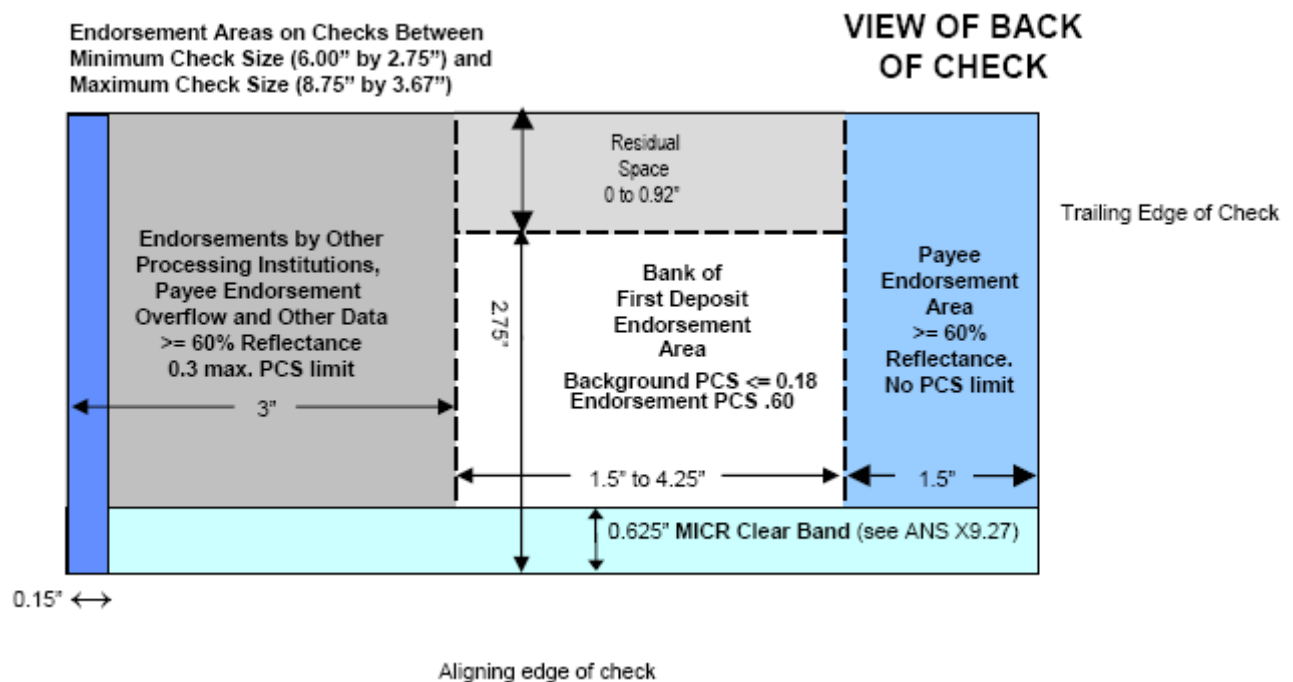 Endorsement Areas on Checks Between
Minimum Check Size (6.00” by 2.75”) and
Maximum Check Size (8.75” by 3.67”)
VIEW OF BACK
OF CHECK
Residual
Space
0 to 0.92”
Trailing Edge of Check
Endorsements by Other
Processing Institutions,
Payee Endorsement
Overflow and Other Data
>= 60% Reflectance
0.3 max. PCS limit
3”
2.75”
Bank of
First Deposit
Endorsement
Area
Background PCS <= 0.18
Endorsement PCS .60
Payee
Endorsement
Area
>= 60%
Reflectance.
No PCS limit
1.5” to 4.25”
1.5”
0.625” MICR Clear Band (see ANS X9.27)
0.15”
Aligning edge of check